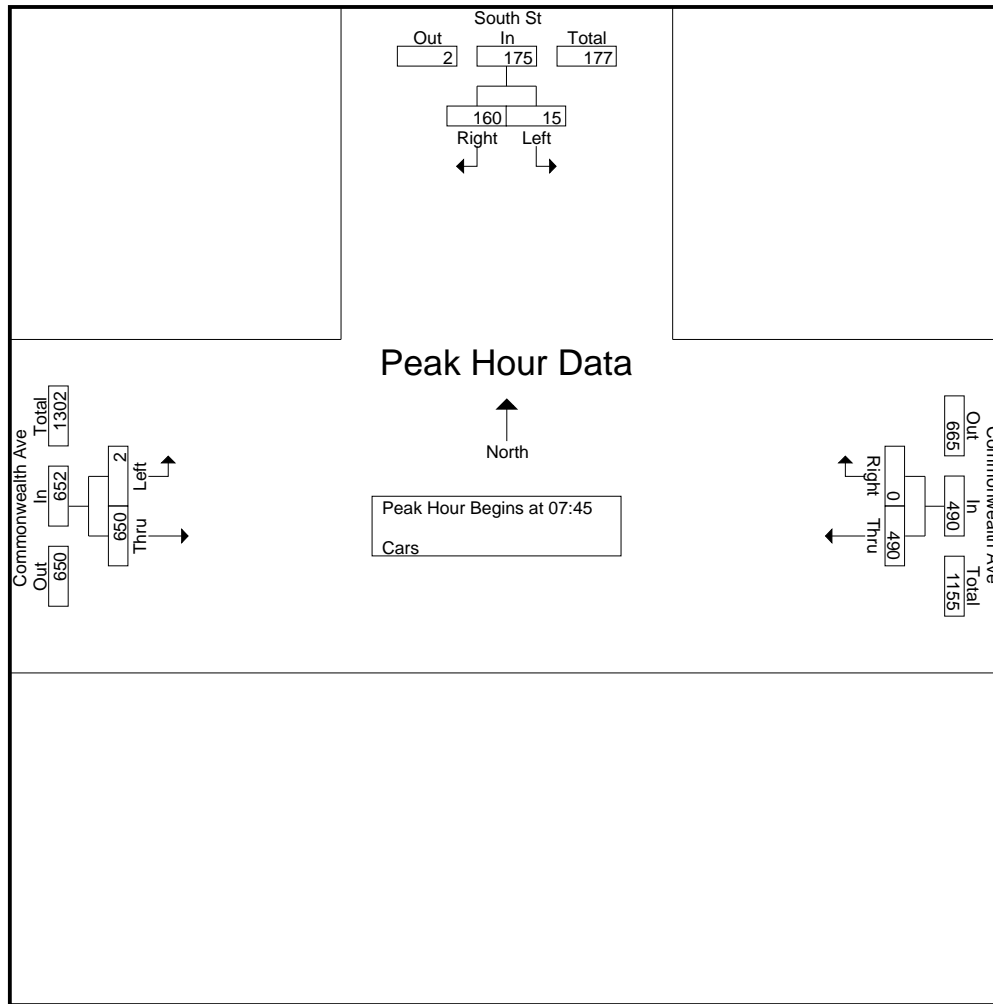 South St
Out In Total
2 175 177
160 15
Right Left
Peak Hour Data
North
Peak Hour Begins at 07:45
Cars
Commonwealth Ave
Total In Out
1302 652 650
2 650
Left Thru
Commonwealth Ave
Out In Total
665 490 1155
0 490
Right Thru